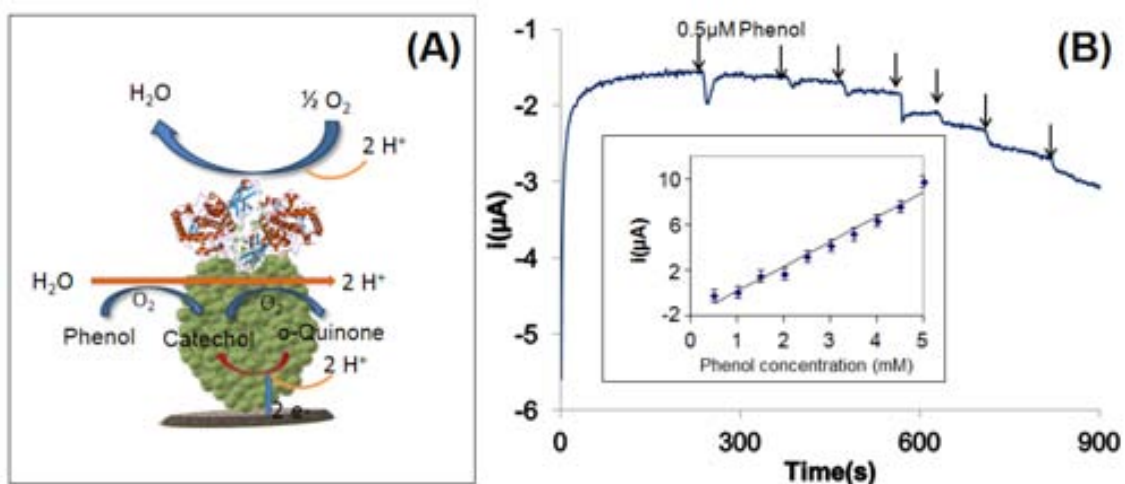 (A)
H₂O
½ O₂
2 H⁺
H₂O
2 H⁺
O₂
O₂
Phenol
Catechol
o-Quinone
2 H⁺
2 e-
(B)
0.5µM Phenol
-1
-2
-3
-4
-5
-6
i(µA)
0
300
600
900
Time(s)
10
6
2
-2
i(µA)
0
1
2
3
4
5
Phenol concentration (mM)